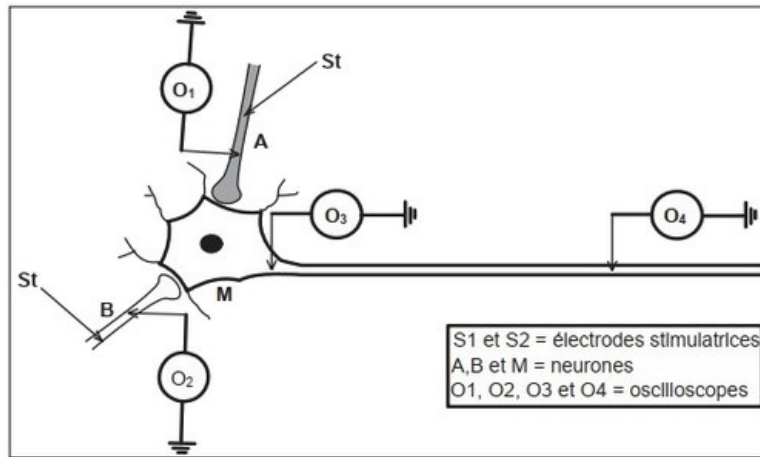 O1
St
A
O3
O4
St
B
M
O2
S1 et S2 = électrodes stimulatrices
A,B et M = neurones
O1, O2, O3 et O4 = oscilloscopes